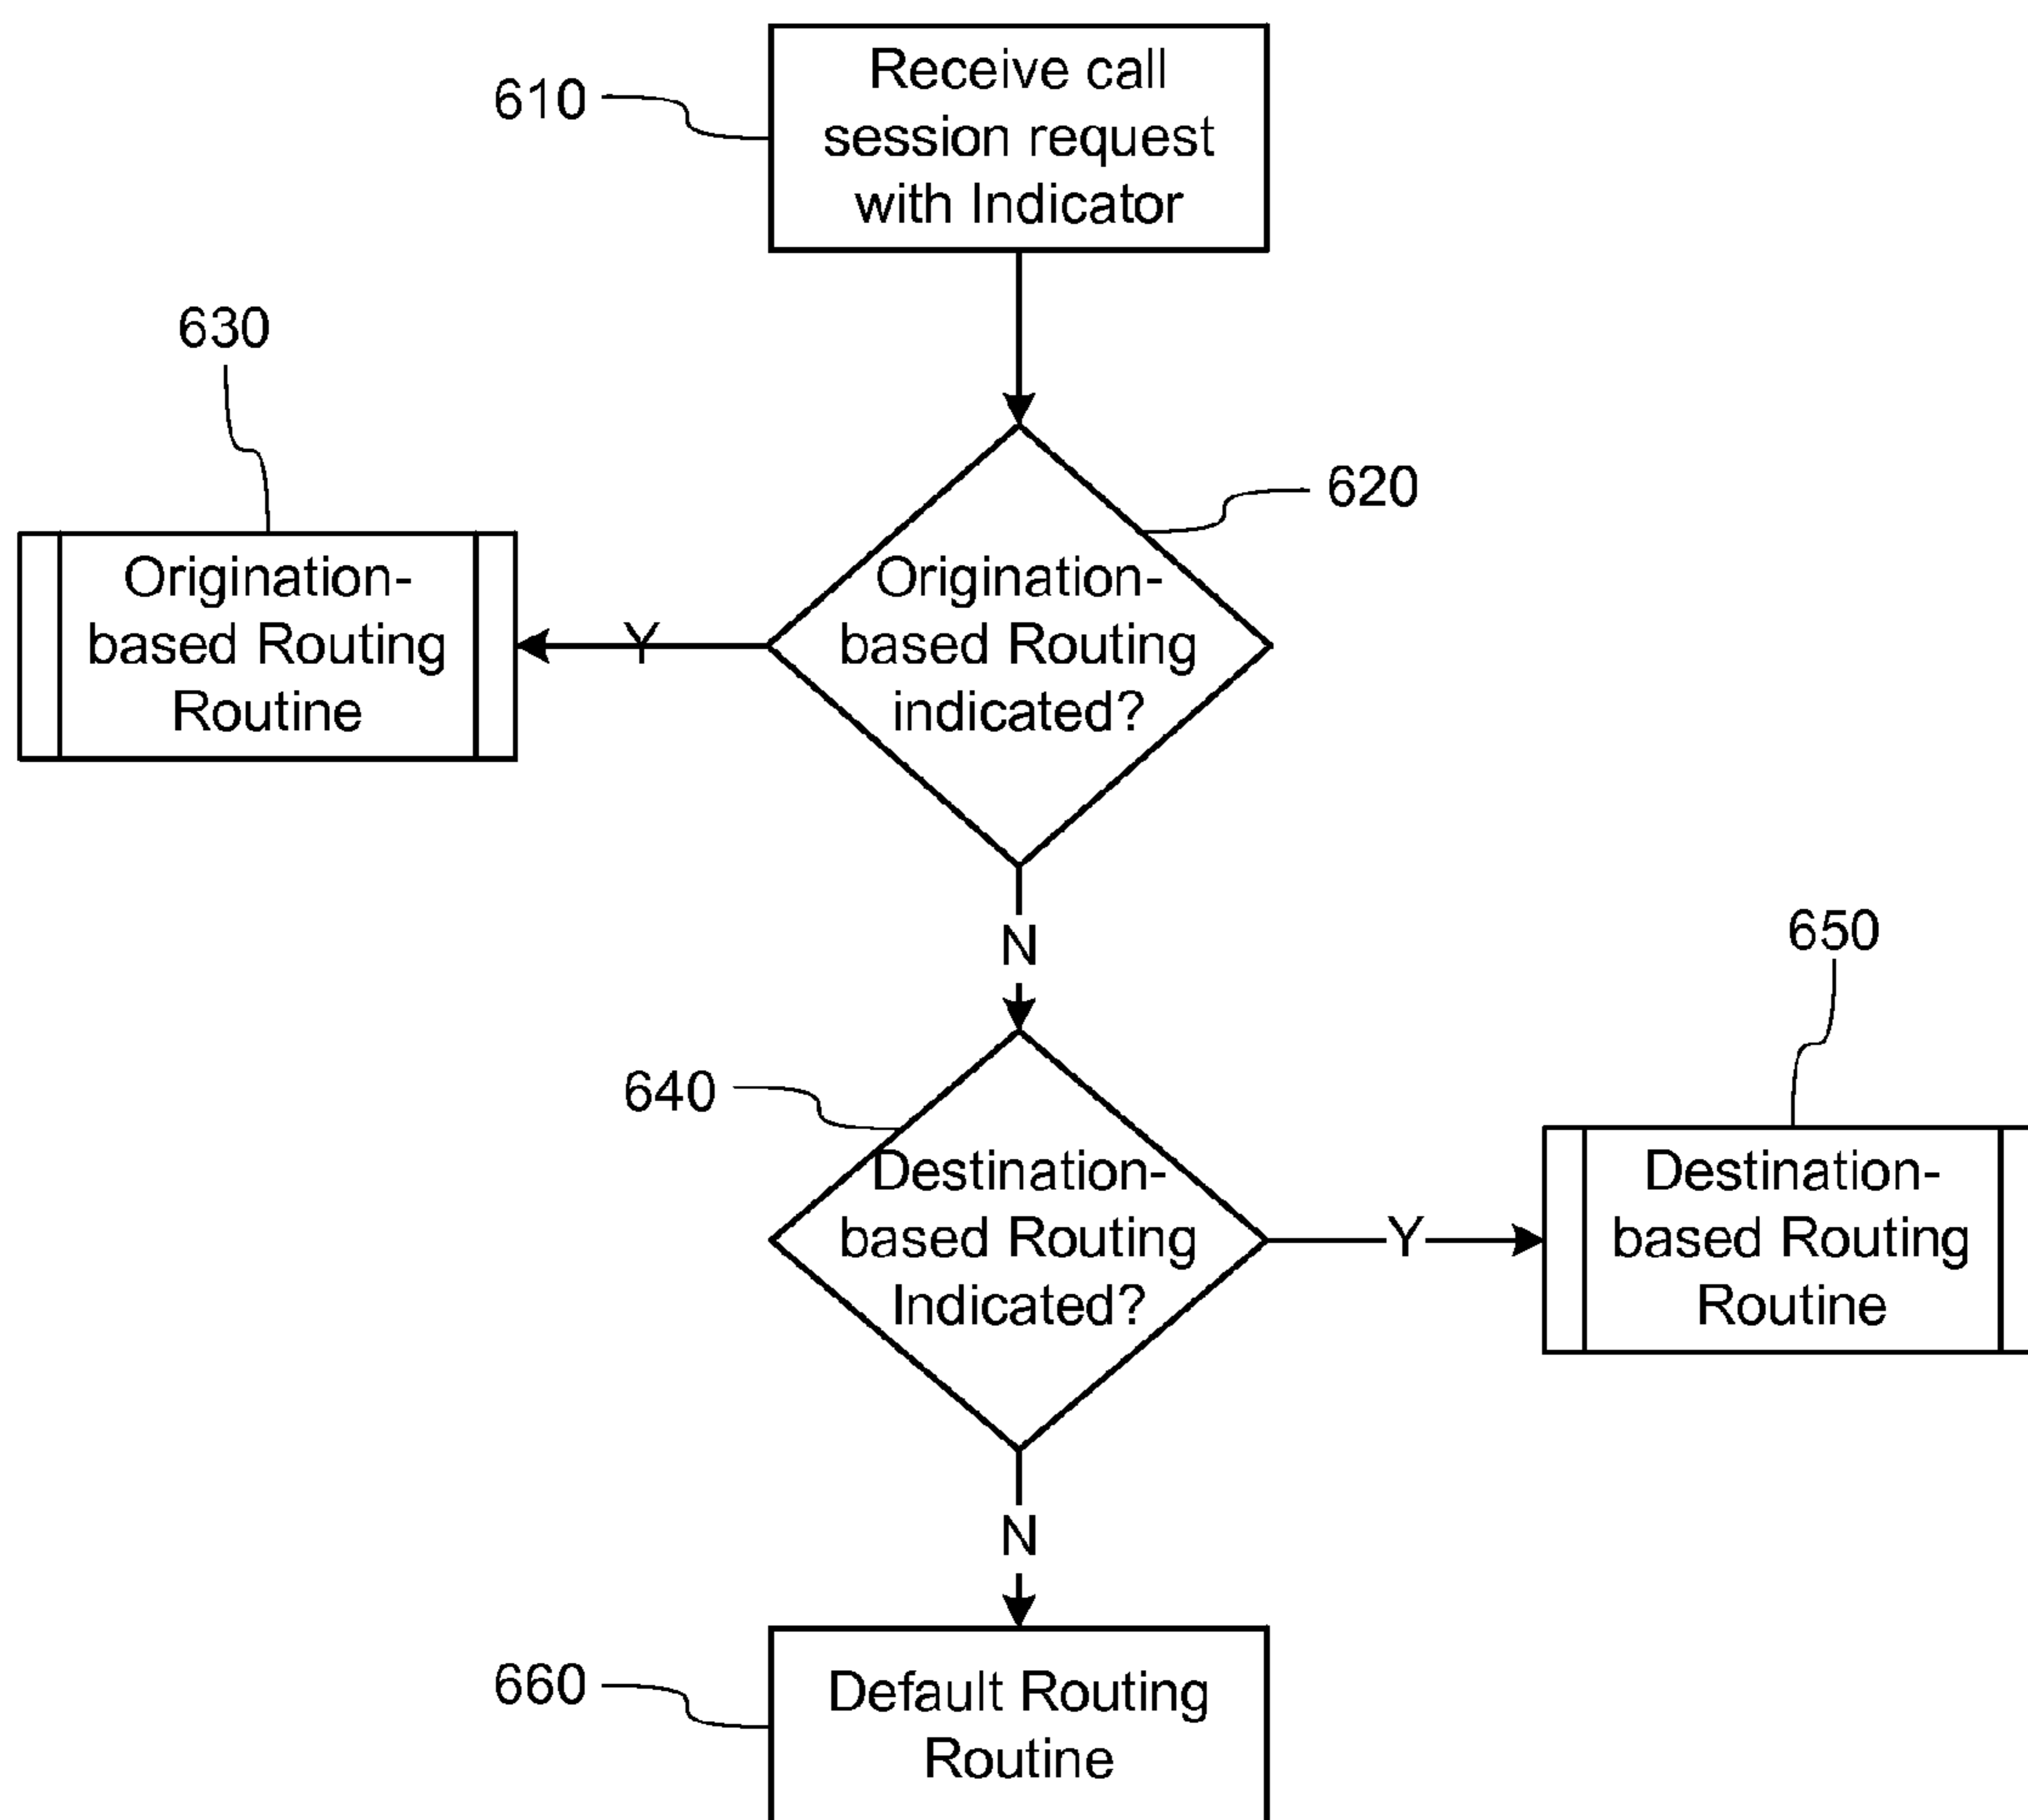 610
Receive call
session request
with Indicator
630
620
Origination-
based Routing
Routine
Y
Origination-
based Routing
indicated?
N
650
640
Destination-
based Routing
Indicated?
Y
Destination-
based Routing
Routine
N
660
Default Routing
Routine